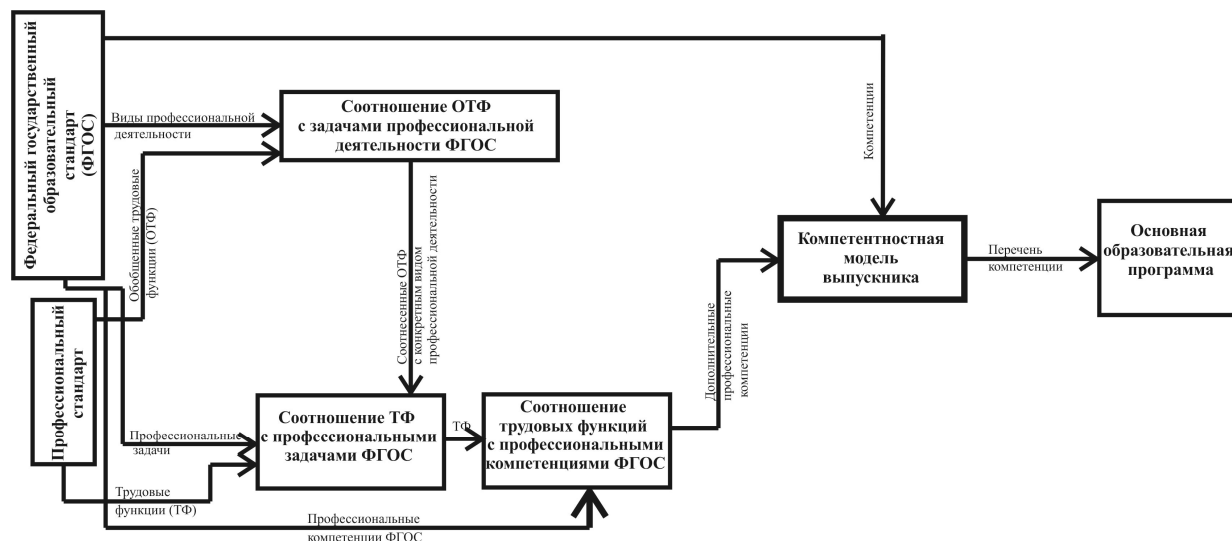 Федеральный государственный
образовательный
стандарт
(ФГОС)
Виды профессиональной
деятельности
Соотношение ОТФ
с задачами профессиональной
деятельности ФГОС
Обобщенные трудовые
функции (ОТФ)
Соотнесенные ОТФ
с конкретным видом
профессиональной деятельности
Компетенции
Компетентностная
модель
выпускника
Перечень
компетенции
Основная
образовательная
программа
Профессиональный
стандарт
Профессиональные
задачи
Трудовые
функции (ТФ)
Соотношение ТФ
с профессиональными
задачами ФГОС
ТФ
Соотношение
трудовых функций
с профессиональными
компетенциями ФГОС
Дополнительные
профессиональные
компетенции
Профессиональные
компетенции ФГОС